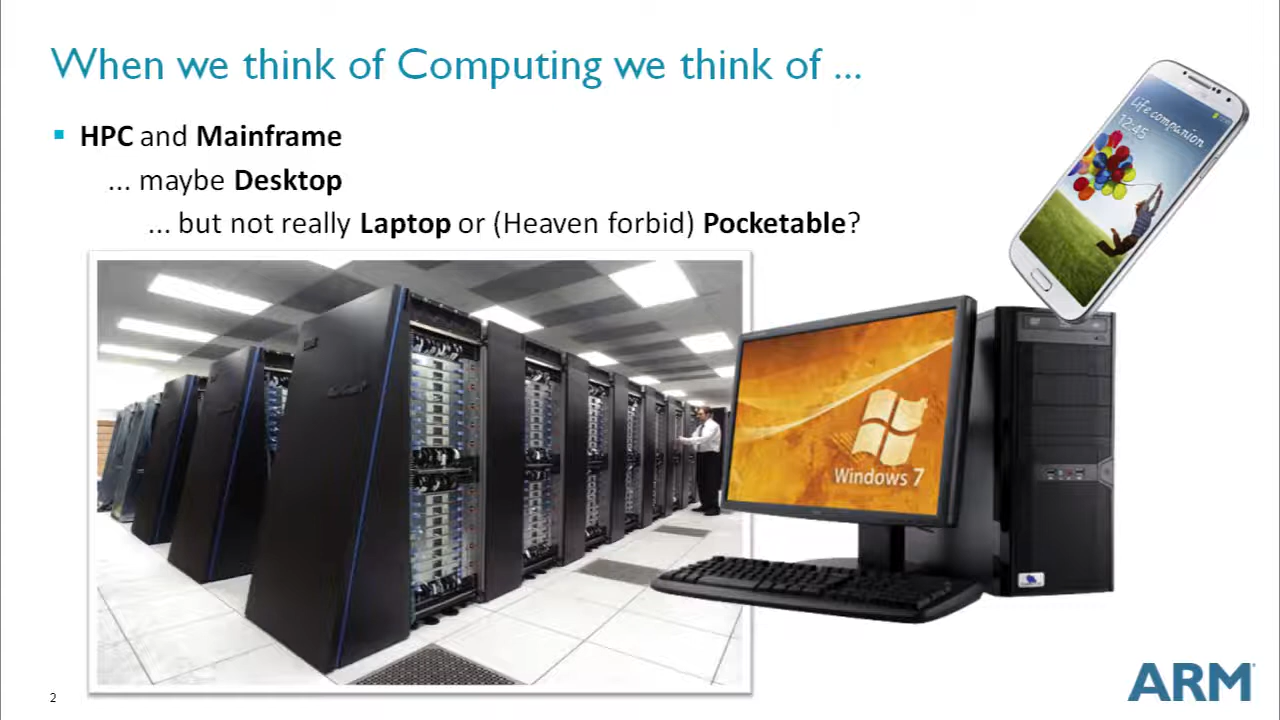 When we think of Computing we think of ...
HPC and Mainframe
... maybe Desktop
... but not really Laptop or (Heaven forbid) Pocketable?
Life companion
12:45
Windows 7
2
ARM